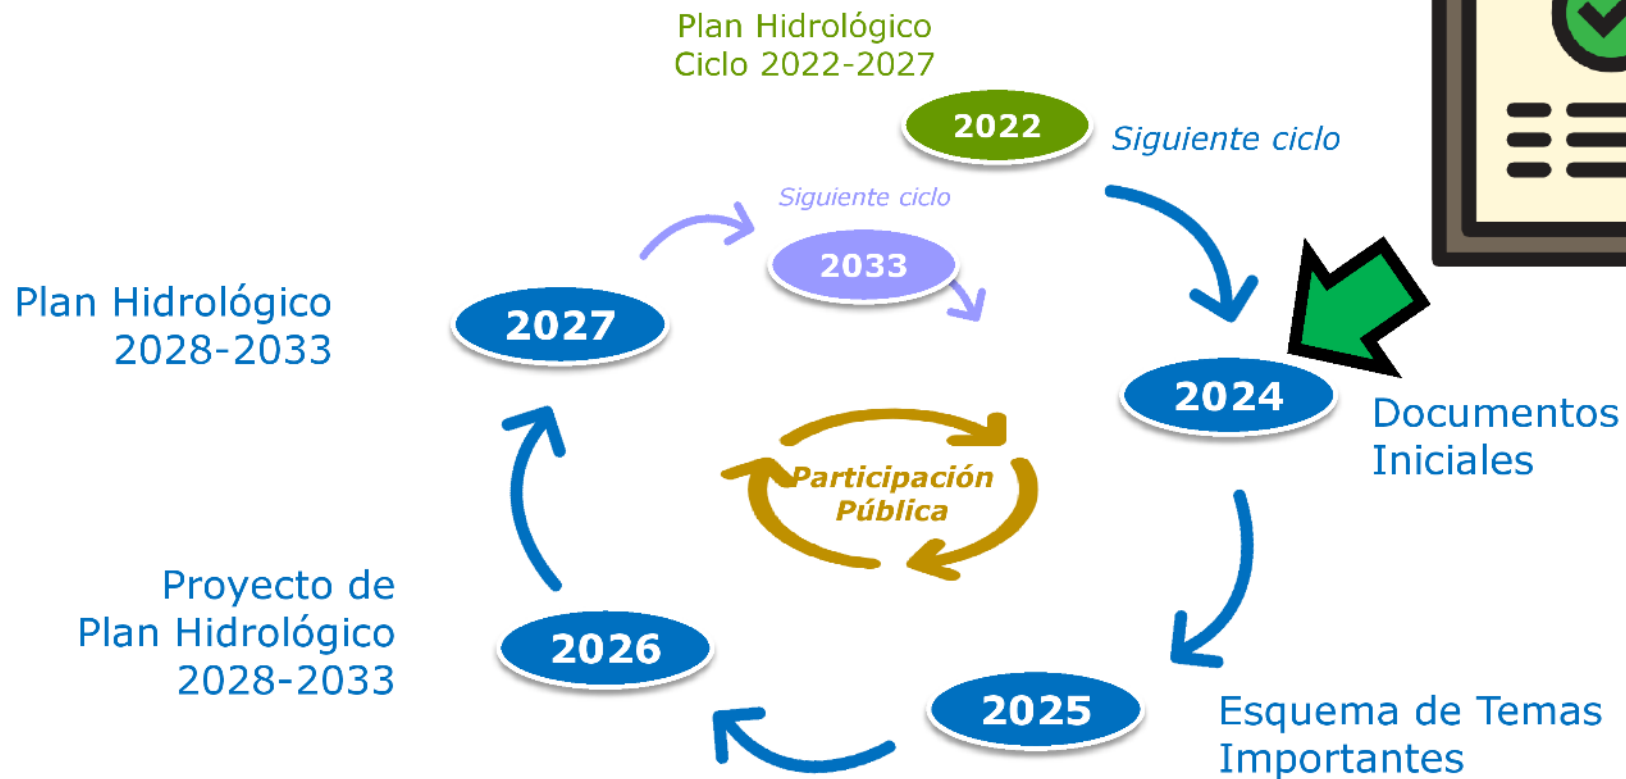 Plan Hidrológico
Ciclo 2022-2027
2022
Siguiente ciclo
Siguiente ciclo
2033
Plan Hidrológico
2028-2033
2027
2024
Documentos
Iniciales
Participación
Pública
Proyecto de
Plan Hidrológico
2028-2033
2026
2025
Esquema de Temas
Importantes